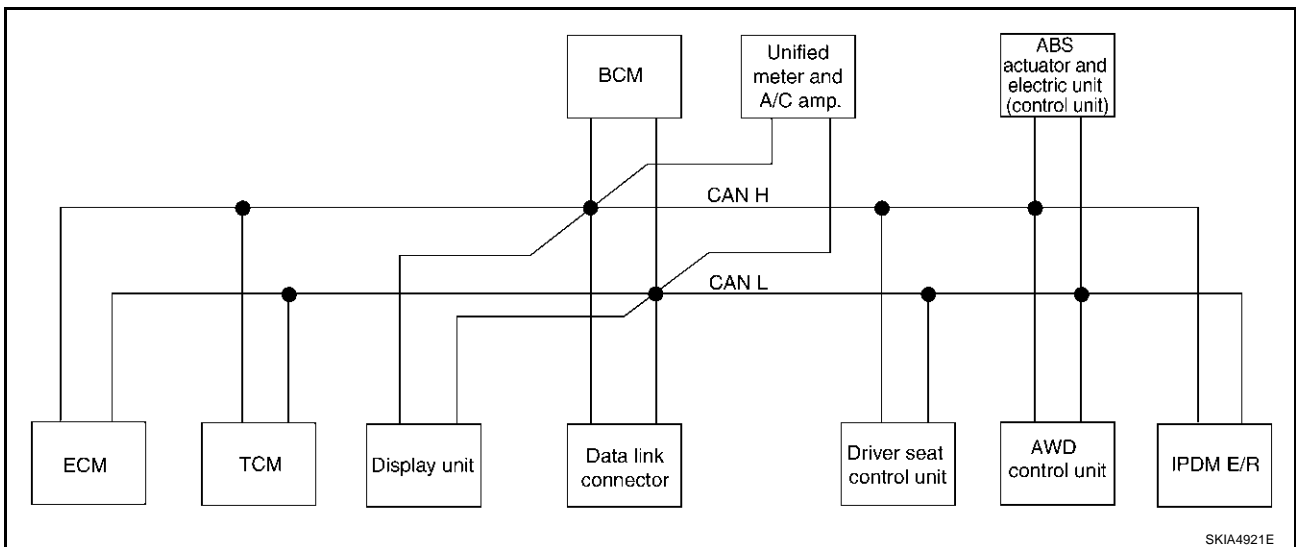 BCM
Unified
meter and
A/C amp.
ABS
actuator and
electric unit
(control unit)
CAN H
CAN L
ECM
TCM
Display unit
Data link
connector
Driver seat
control unit
AWD
control unit
IPDM E/R
SKIA4921E